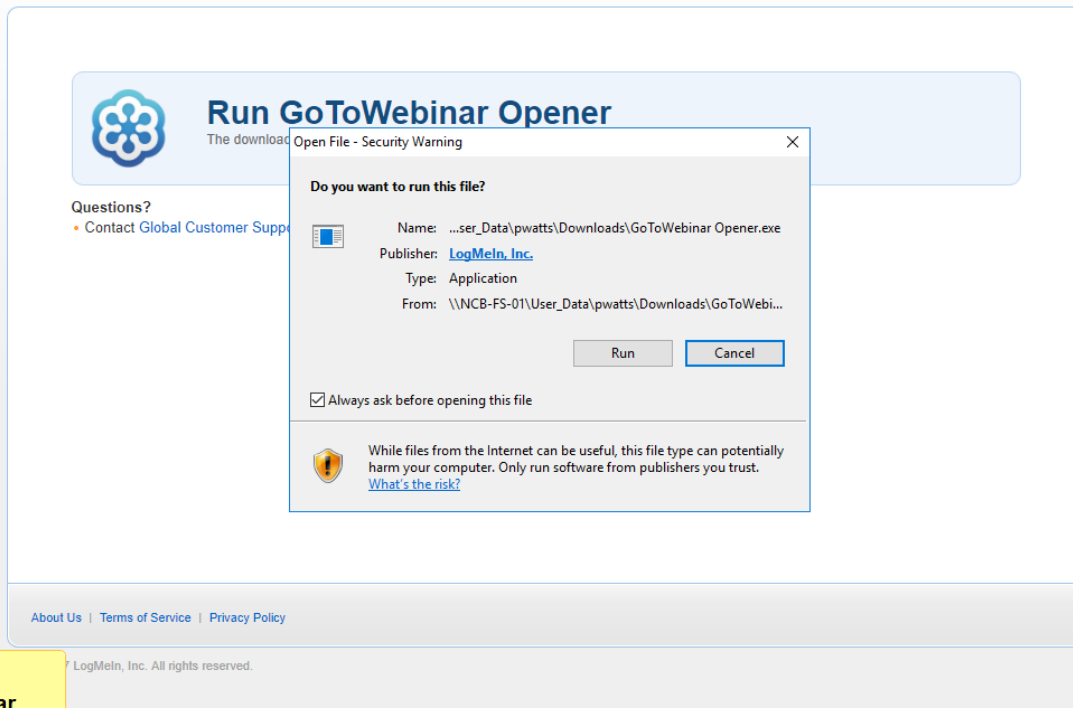 Run GoToWebinar Opener
The download
Open File - Security Warning
Do you want to run this file?
Questions?
• Contact Global Customer Suppo
Name: ...ser_Data\pwatts\Downloads\GoToWebinar Opener.exe
Publisher: LogMeIn, Inc.
Type: Application
From: \\NCB-FS-01\User_Data\pwatts\Downloads\GoToWebi...
Run
Cancel
Always ask before opening this file
While files from the Internet can be useful, this file type can potentially
harm your computer. Only run software from publishers you trust.
What's the risk?
About Us | Terms of Service | Privacy Policy
7 LogMeIn, Inc. All rights reserved.
ar